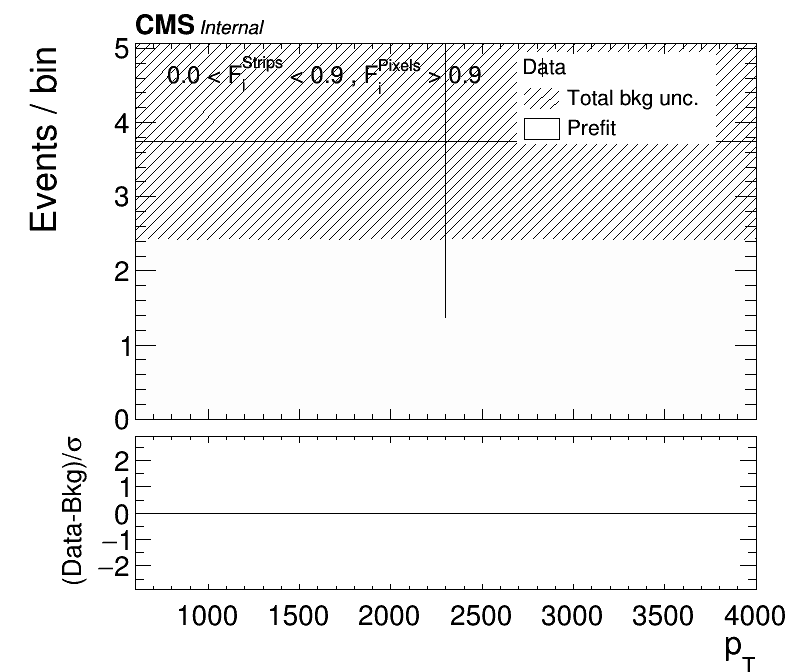 CMS Internal
Events / bin
0.0 < F_i^Strips < 0.9 , F_i^Pixels > 0.9
Data
Total bkg unc.
Prefit
5
4
3
2
1
0
(Data-Bkg)/σ
2
1
0
−1
−2
1000 1500 2000 2500 3000 3500 4000
p_T